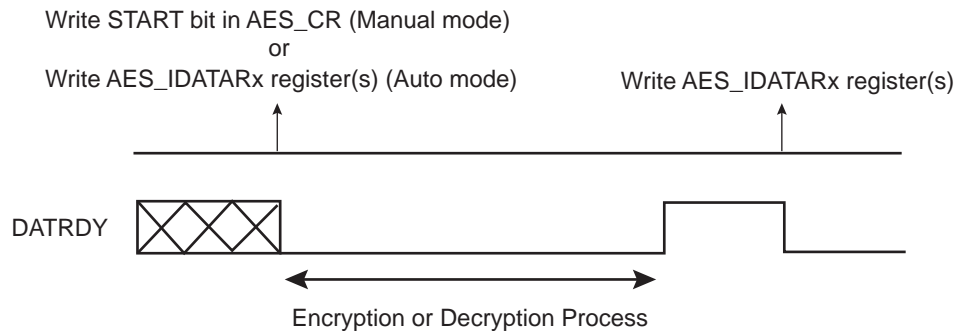 Write START bit in AES_CR (Manual mode)
or
Write AES_IDATARx register(s) (Auto mode)
Write AES_IDATARx register(s)
DATRDY
Encryption or Decryption Process